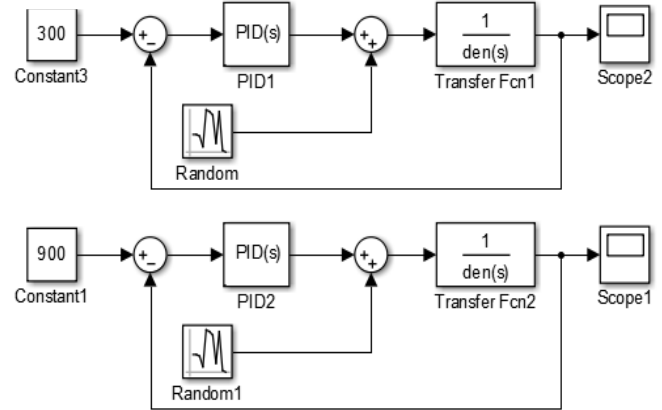 300
Constant3
+
−
PID(s)
PID1
+
+
1
den(s)
Transfer Fcn1
Scope2
Random
900
Constant1
+
−
PID(s)
PID2
+
+
1
den(s)
Transfer Fcn2
Scope1
Random1